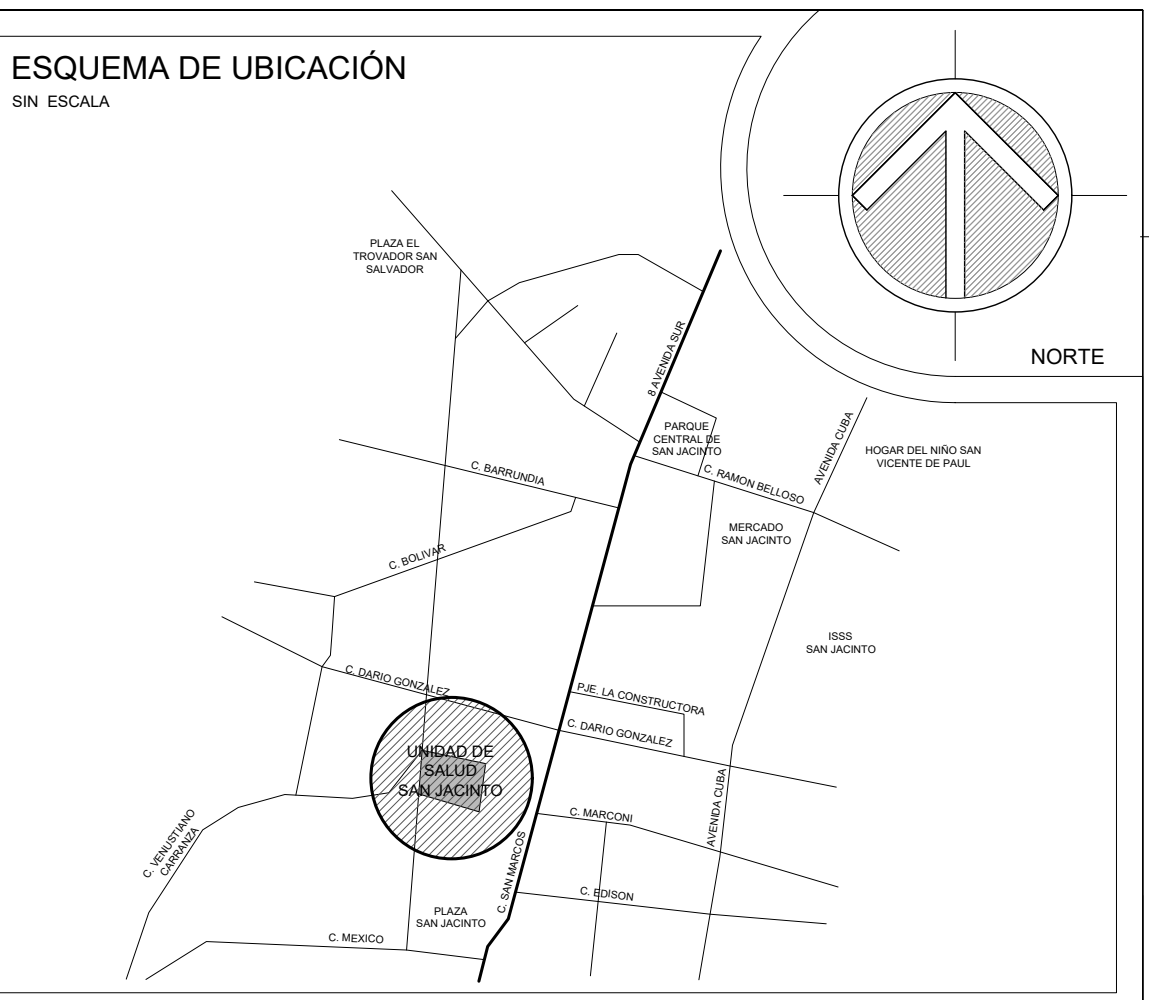 ESQUEMA DE UBICACIÓN
SIN ESCALA
NORTE
PLAZA EL
TROVADOR SAN
SALVADOR
8 AVENIDA SUR
PARQUE
CENTRAL DE
SAN JACINTO
AVENIDA CUBA
HOGAR DEL NIÑO SAN
VICENTE DE PAUL
C. BARRUNDIA
C. RAMON BELLOSO
MERCADO
SAN JACINTO
C. BOLIVAR
ISSS
SAN JACINTO
C. DARIO GONZALEZ
PJE. LA CONSTRUCTORA
C. DARIO GONZALEZ
UNIDAD DE
SALUD
SAN JACINTO
C. VENUSTIANO
CARRANZA
C. MARCONI
AVENIDA CUBA
C. SAN MARCOS
C. EDISON
PLAZA
SAN JACINTO
C. MEXICO